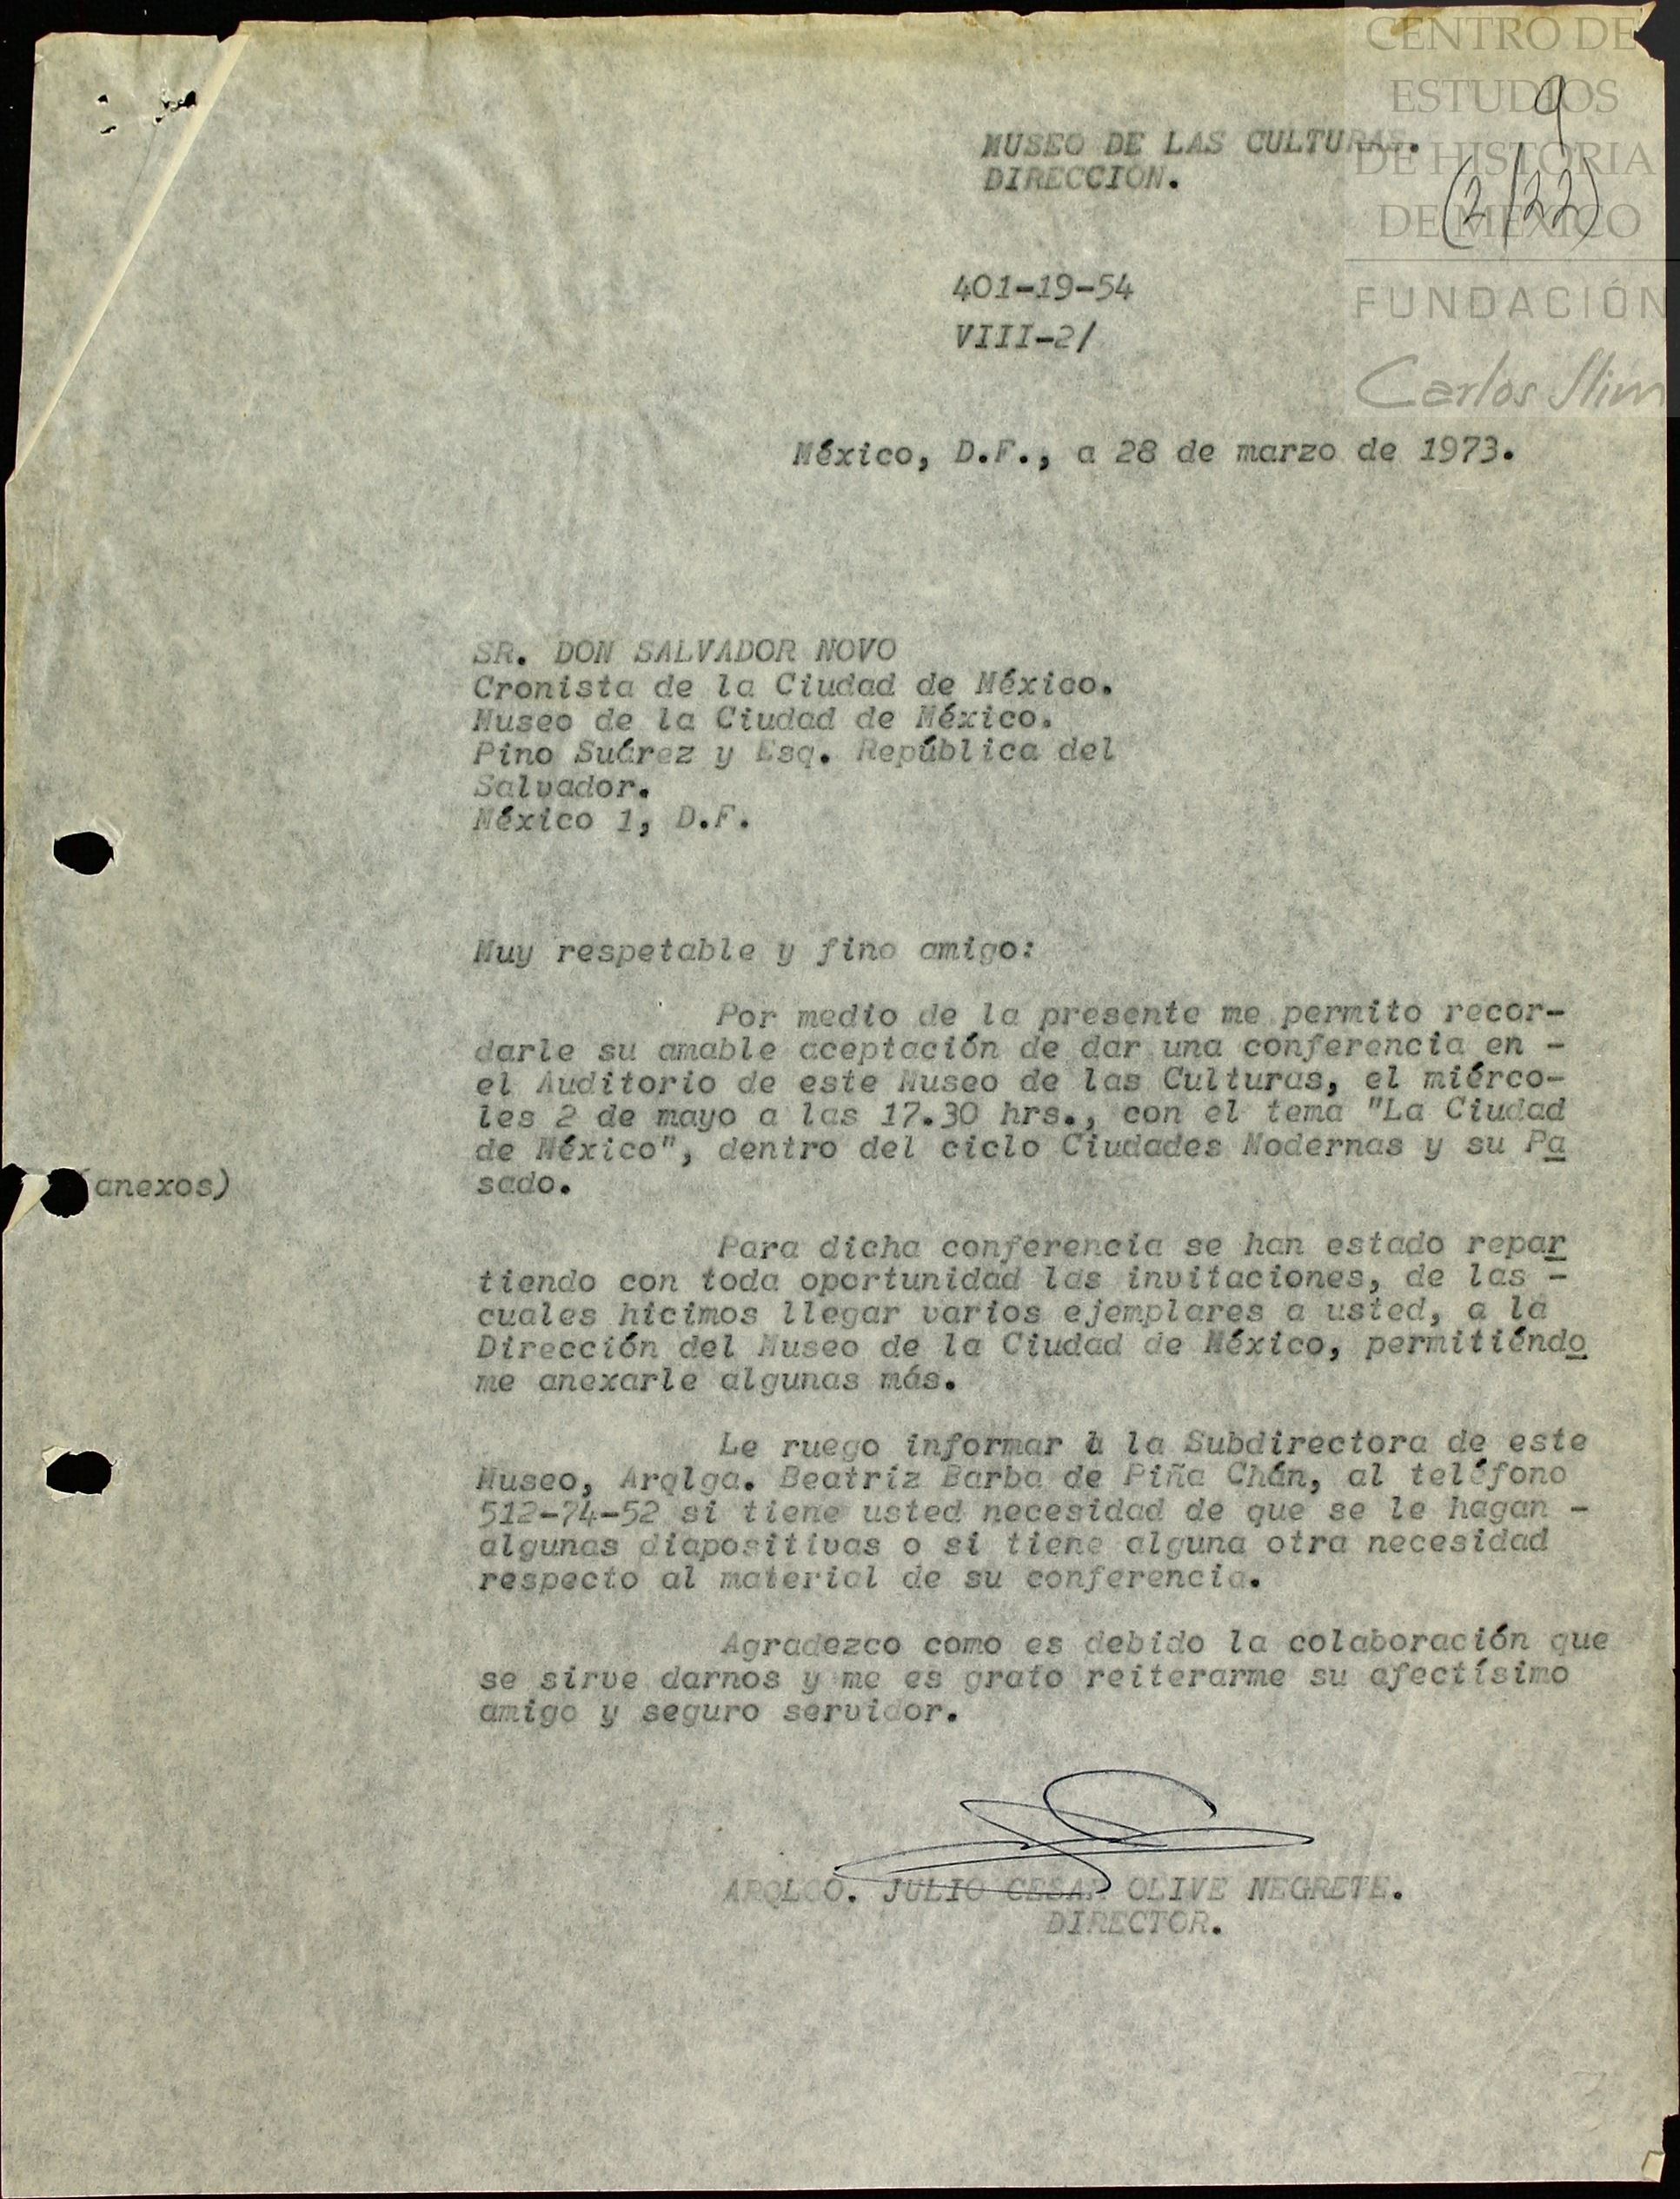 CENTRO DE
ESTUDIOS
DE HISTORIA
DE MÉXICO
FUNDACIÓN
Carlos Slim
9
(2/22)
MUSEO DE LAS CULTURAS.
DIRECCION.
401-19-54
VIII-2/
México, D.F., a 28 de marzo de 1973.
SR. DON SALVADOR NOVO
Cronista de la Ciudad de México.
Museo de la Ciudad de México.
Pino Suárez y Esq. República del
Salvador.
México 1, D.F.
Muy respetable y fino amigo:
Por medio de la presente me permito recor-
darle su amable aceptación de dar una conferencia en -
el Auditorio de este Museo de las Culturas, el miérco-
les 2 de mayo a las 17.30 hrs., con el tema "La Ciudad
de México", dentro del ciclo Ciudades Modernas y su Pa
sado.
(anexos)
Para dicha conferencia se han estado repar
tiendo con toda oportunidad las invitaciones, de las -
cuales hicimos llegar varios ejemplares a usted, a la
Dirección del Museo de la Ciudad de México, permitiéndo
me anexarle algunas más.
Le ruego informar a la Subdirectora de este
Museo, Arqlga. Beatriz Barba de Piña Chán, al teléfono
512-74-52 si tiene usted necesidad de que se le hagan -
algunas diapositivas o si tiene alguna otra necesidad
respecto al material de su conferencia.
Agradezco como es debido la colaboración que
se sirve darnos y me es grato reiterarme su afectísimo
amigo y seguro servidor.
ARQLGO. JULIO CESAR OLIVE NEGRETE.
DIRECTOR.